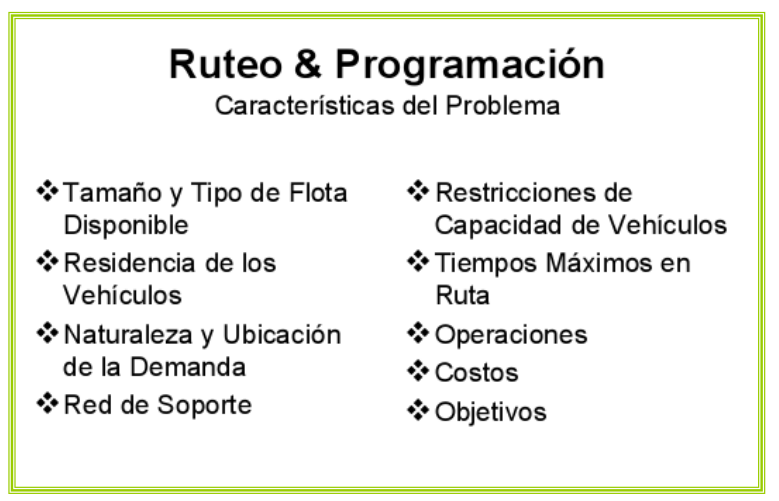 Ruteo & Programación
Características del Problema
❖Tamaño y Tipo de Flota
Disponible
❖Residencia de los
Vehículos
❖Naturaleza y Ubicación
de la Demanda
❖Red de Soporte
❖Restricciones de
Capacidad de Vehículos
❖Tiempos Máximos en
Ruta
❖Operaciones
❖Costos
❖Objetivos